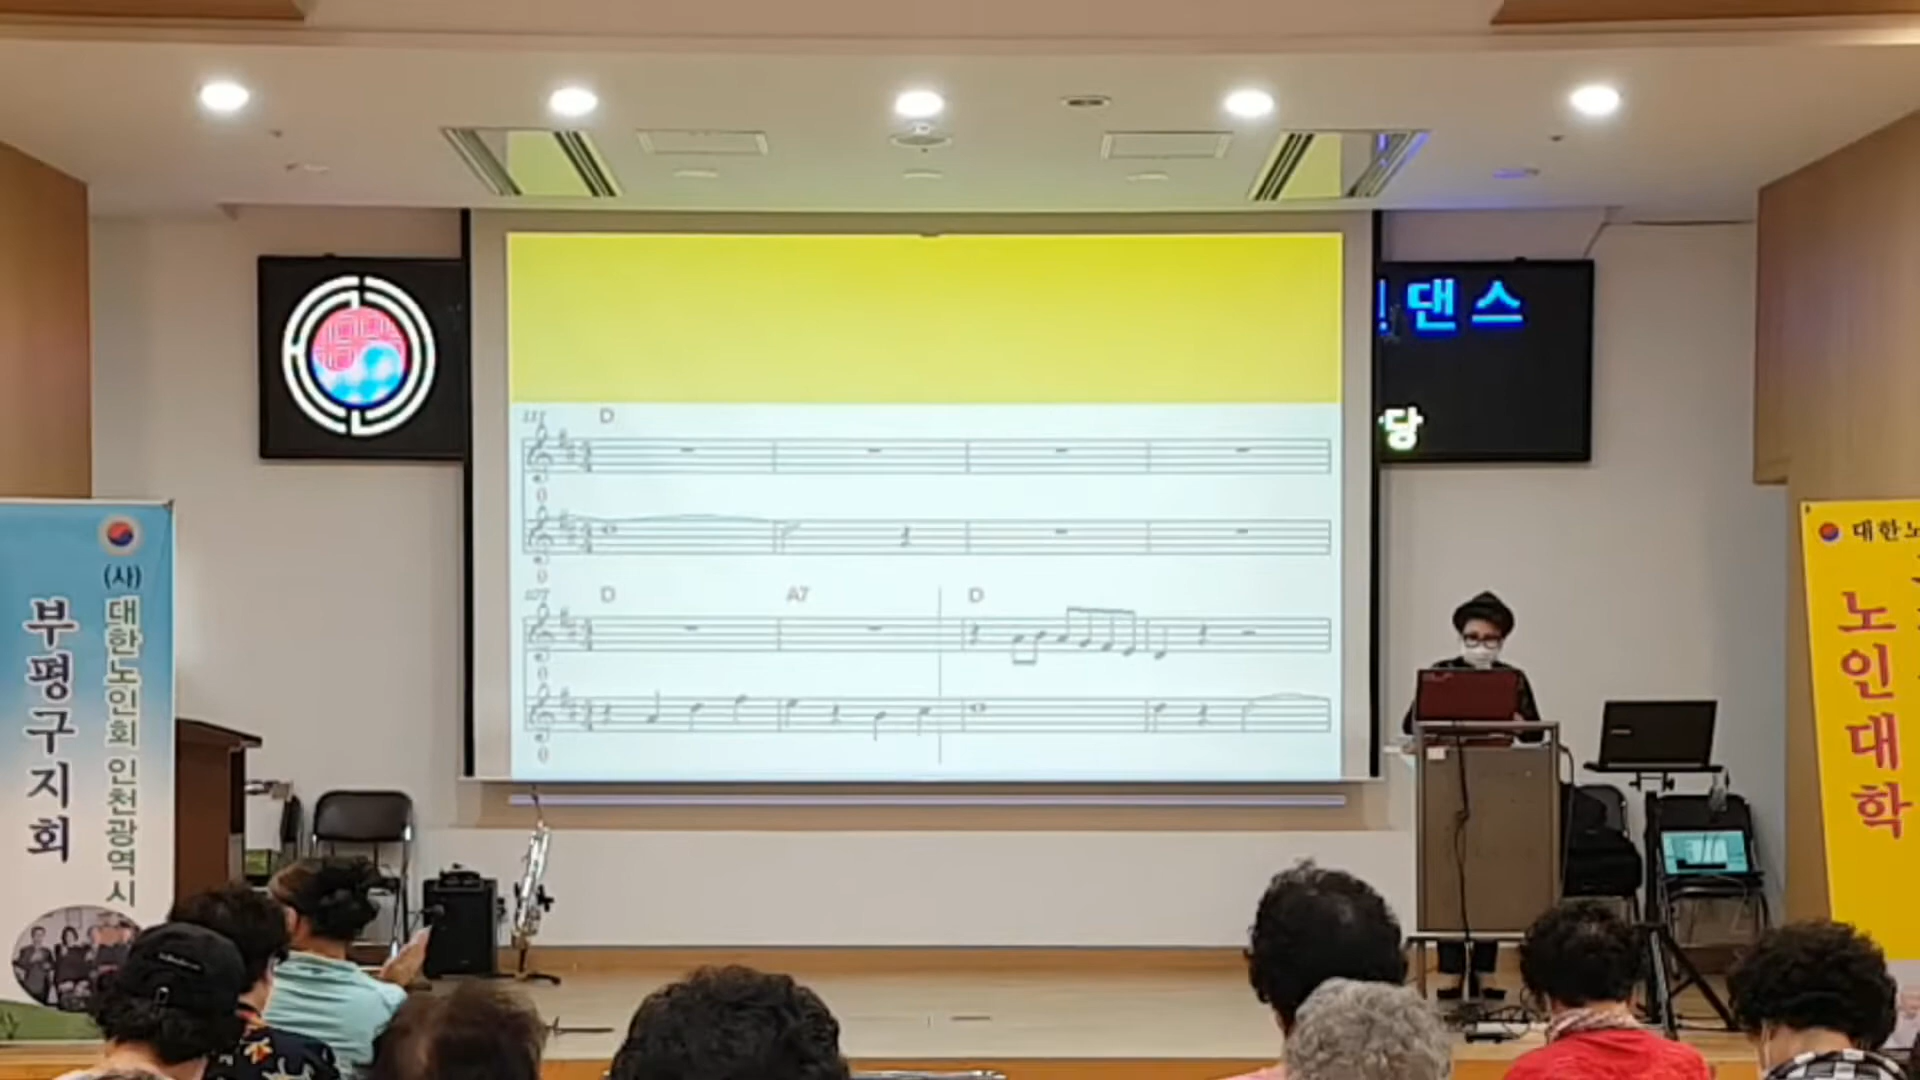 댄스
당
D
D
A7
D
(사)대한노인회 인천광역시
부평구지회
대한노
노인대학